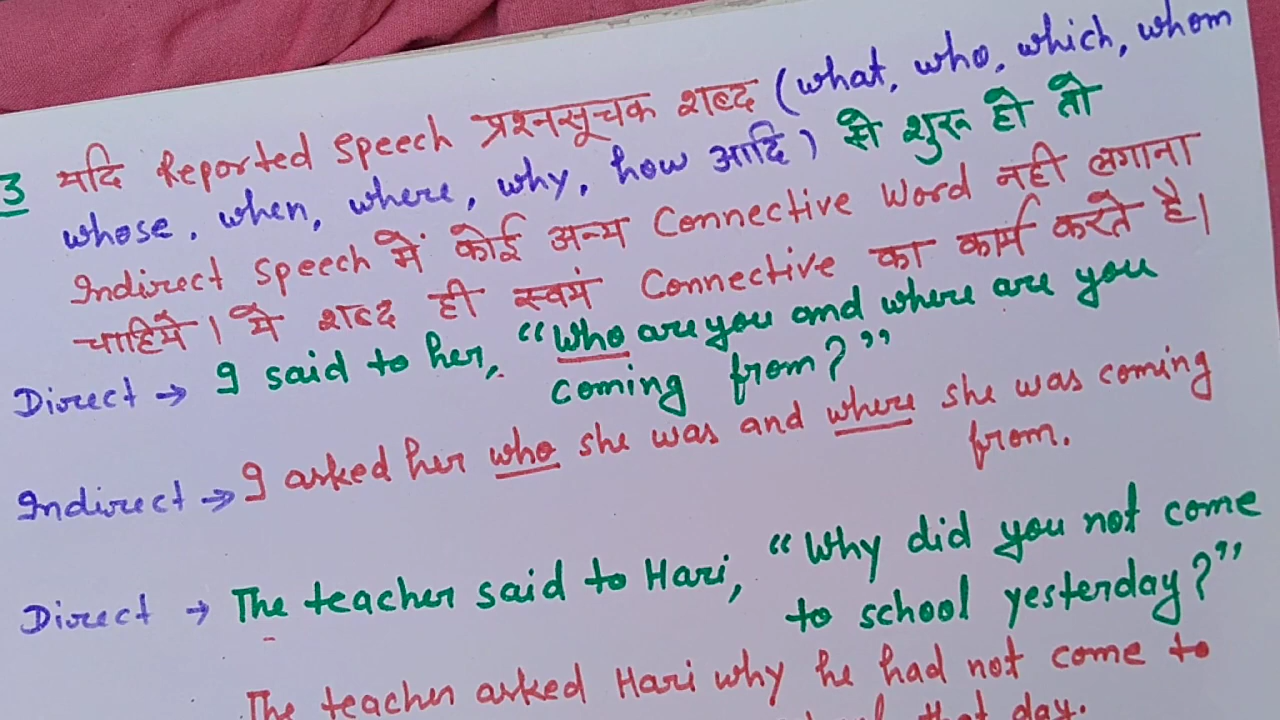 3 यदि Reported speech प्रश्नसूचक शब्द (what, who, which, whom
whose, when, where, why, how आदि) से शुरू हो तो
Indirect speech में कोई अन्य Connective Word नही लगाना
चाहिये। ये शब्द ही स्वयं Connective का कार्य करते है।
Direct → I said to her, "Who are you and where are you
coming from?"
Indirect → I asked her who she was and where she was coming
from.
Direct → The teacher said to Hari, "Why did you not come
to school yesterday?"
The teacher asked Hari why he had not come to
that day.